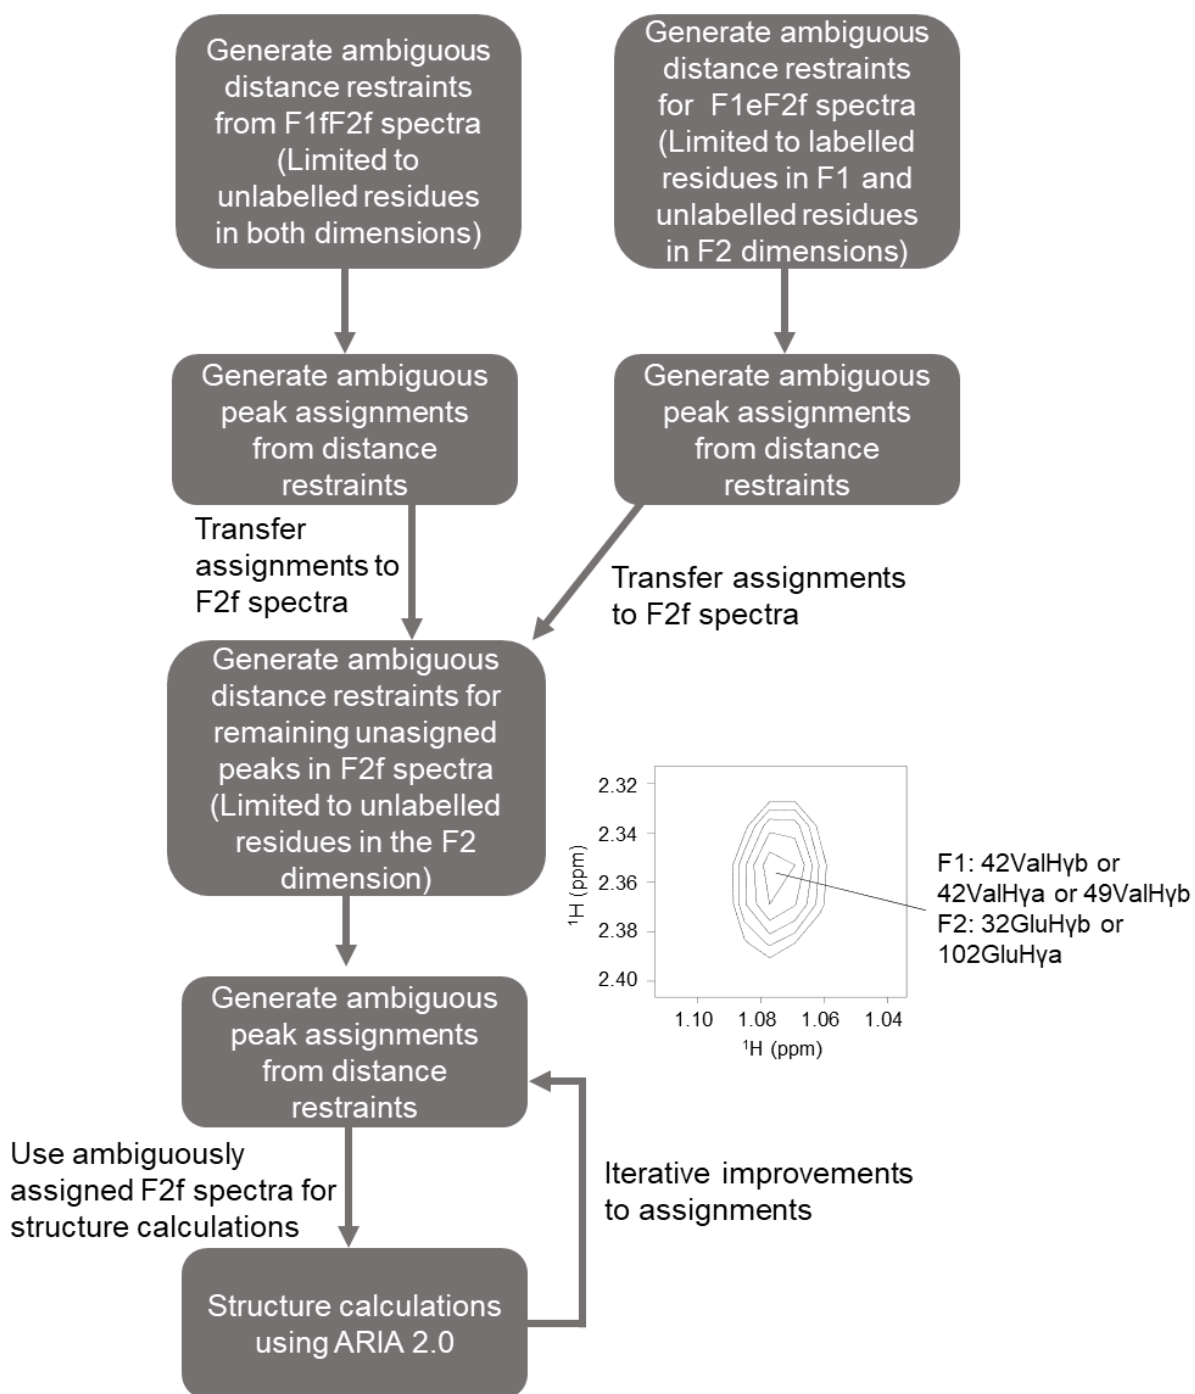 Generate ambiguous
distance restraints
from F1fF2f spectra
(Limited to
unlabelled residues
in both dimensions)
Generate ambiguous
distance restraints
for F1eF2f spectra
(Limited to labelled
residues in F1 and
unlabelled residues
in F2 dimensions)
Generate ambiguous
peak assignments
from distance
restraints
Generate ambiguous
peak assignments
from distance
restraints
Transfer
assignments to
F2f spectra
Transfer assignments
to F2f spectra
Generate ambiguous
distance restraints for
remaining unasigned
peaks in F2f spectra
(Limited to unlabelled
residues in the F2
dimension)
2.32
2.34
2.36
2.38
2.40
¹H (ppm)
1.10 1.08 1.06 1.04
¹H (ppm)
F1: 42ValHγb or
42ValHγa or 49ValHγb
F2: 32GluHγb or
102GluHγa
Generate ambiguous
peak assignments
from distance
restraints
Use ambiguously
assigned F2f spectra for
structure calculations
Iterative improvements
to assignments
Structure calculations
using ARIA 2.0